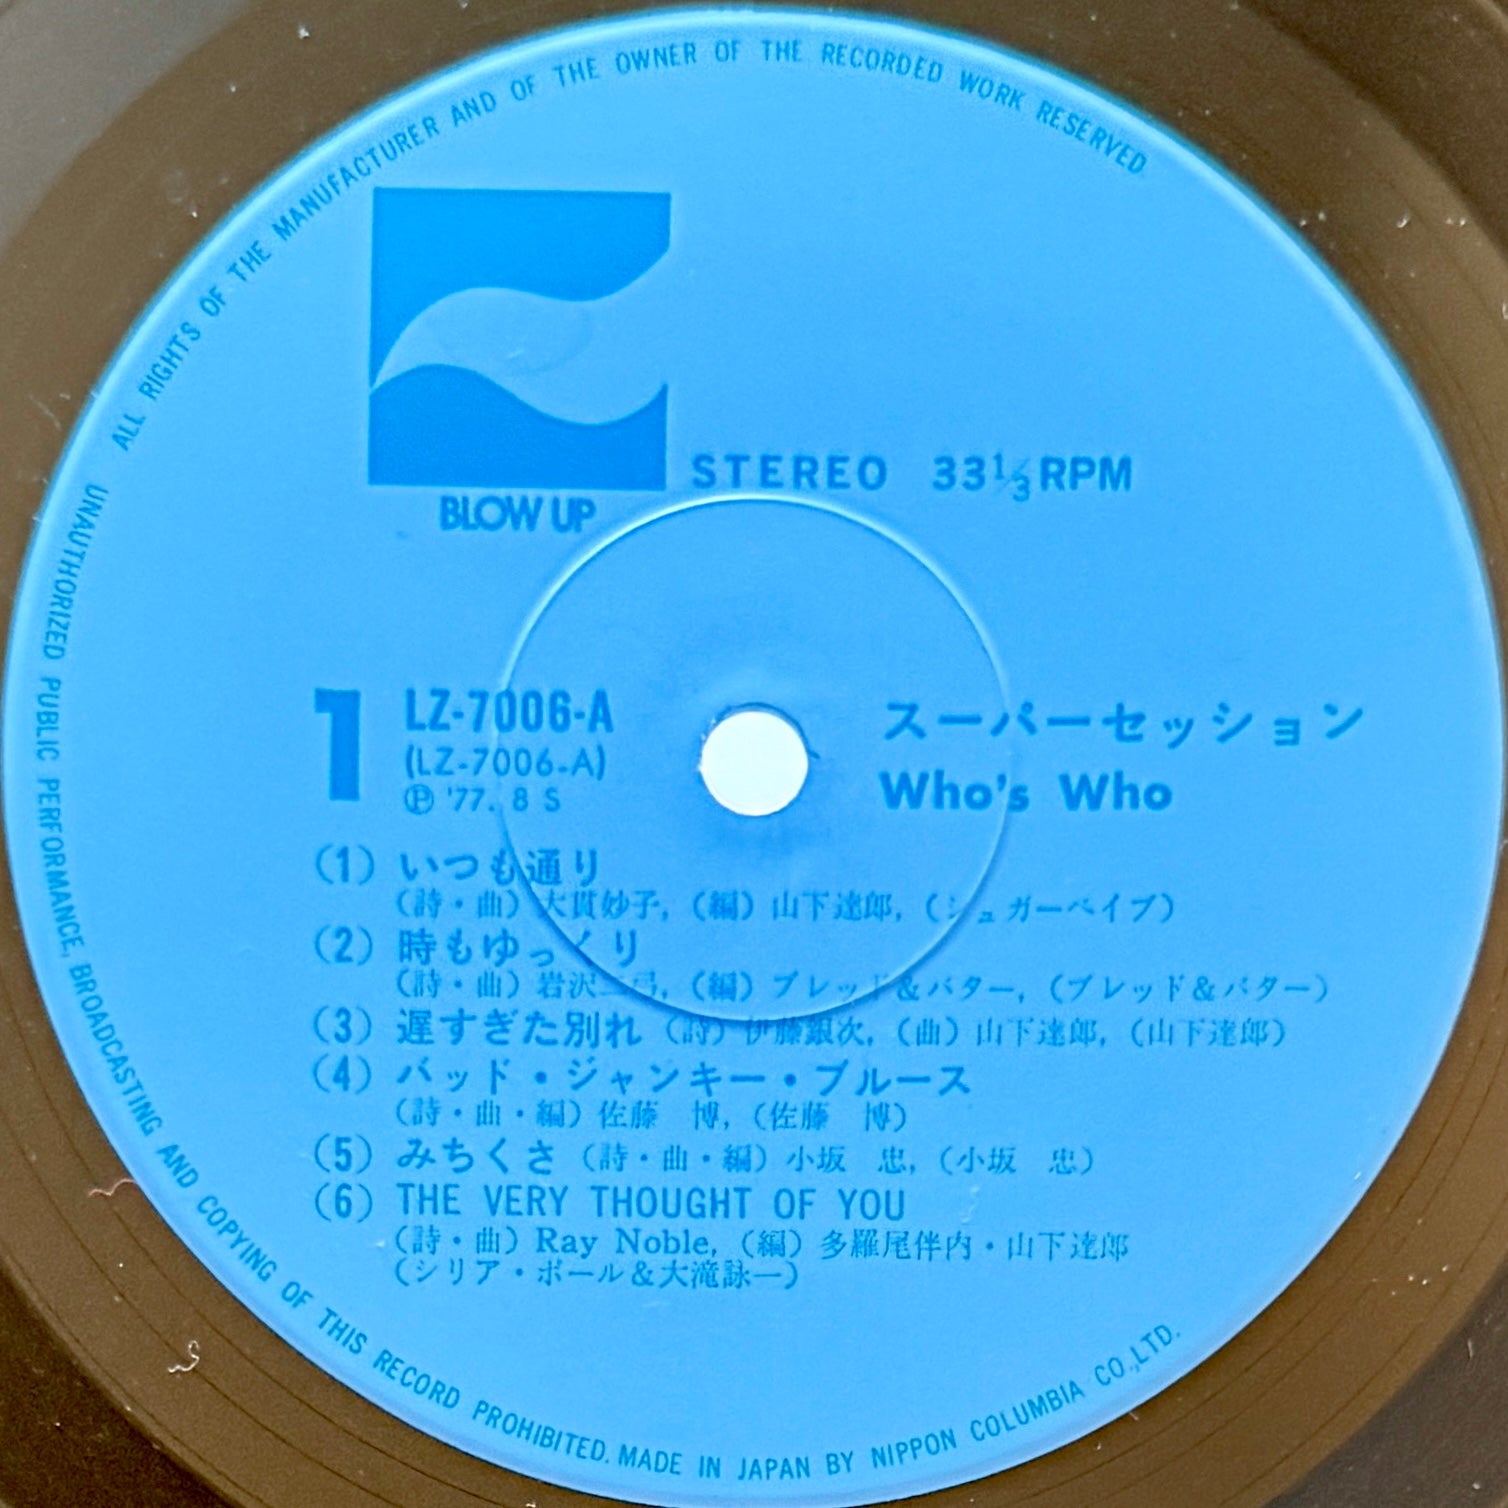 ALL RIGHTS OF THE MANUFACTURER AND OF THE OWNER OF THE RECORDED WORK RESERVED
BLOW UP
STEREO 33⅓RPM
1
LZ-7006-A
(LZ-7006-A)
Ⓟ '77. 8 S
スーパーセッション
Who's Who
(1) いつも通り
(詩・曲) 大貫妙子, (編) 山下達郎, (シュガーベイブ)
(2) 時もゆっくり
(詩・曲) 岩沢二弓, (編) ブレッド&バター, (ブレッド&バター)
(3) 遅すぎた別れ (詩) 伊藤銀次, (曲) 山下達郎, (山下達郎)
(4) バッド・ジャンキー・ブルース
(詩・曲・編) 佐藤 博, (佐藤 博)
(5) みちくさ (詩・曲・編) 小坂 忠, (小坂 忠)
(6) THE VERY THOUGHT OF YOU
(詩・曲) Ray Noble, (編) 多羅尾伴内・山下達郎
(シリア・ポール&大滝詠一)
UNAUTHORIZED PUBLIC PERFORMANCE, BROADCASTING AND COPYING OF THIS RECORD PROHIBITED. MADE IN JAPAN BY NIPPON COLUMBIA CO.,LTD.